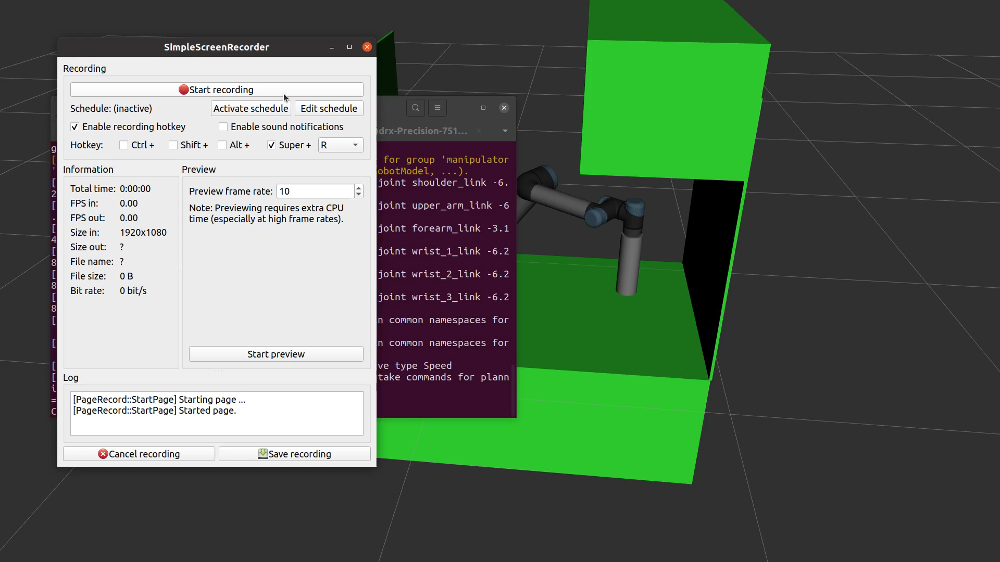 SimpleScreenRecorder
Recording
Start recording
Schedule: (inactive)
Activate schedule
Edit schedule
Enable recording hotkey
Enable sound notifications
Hotkey:
Ctrl +
Shift +
Alt +
Super +
R
Information
Total time: 0:00:00
FPS in: 0.00
FPS out: 0.00
Size in: 1920x1080
Size out: ?
File name: ?
File size: 0 B
Bit rate: 0 bit/s
Preview
Preview frame rate: 10
Note: Previewing requires extra CPU
time (especially at high frame rates).
Start preview
Log
[PageRecord::StartPage] Starting page ...
[PageRecord::StartPage] Started page.
Cancel recording
Save recording
drx-Precision-751...
g
[ for group 'manipulator
' obotModel, ...).
[ joint shoulder_link -6.
2
[ joint upper_arm_link -6
.
[ joint forearm_link -3.1
4
[ joint wrist_1_link -6.2
8
[ joint wrist_2_link -6.2
8
[ joint wrist_3_link -6.2
8
[ n common namespaces for
[ n common namespaces for
[ ve type Speed
[ take commands for plann
i
=
C